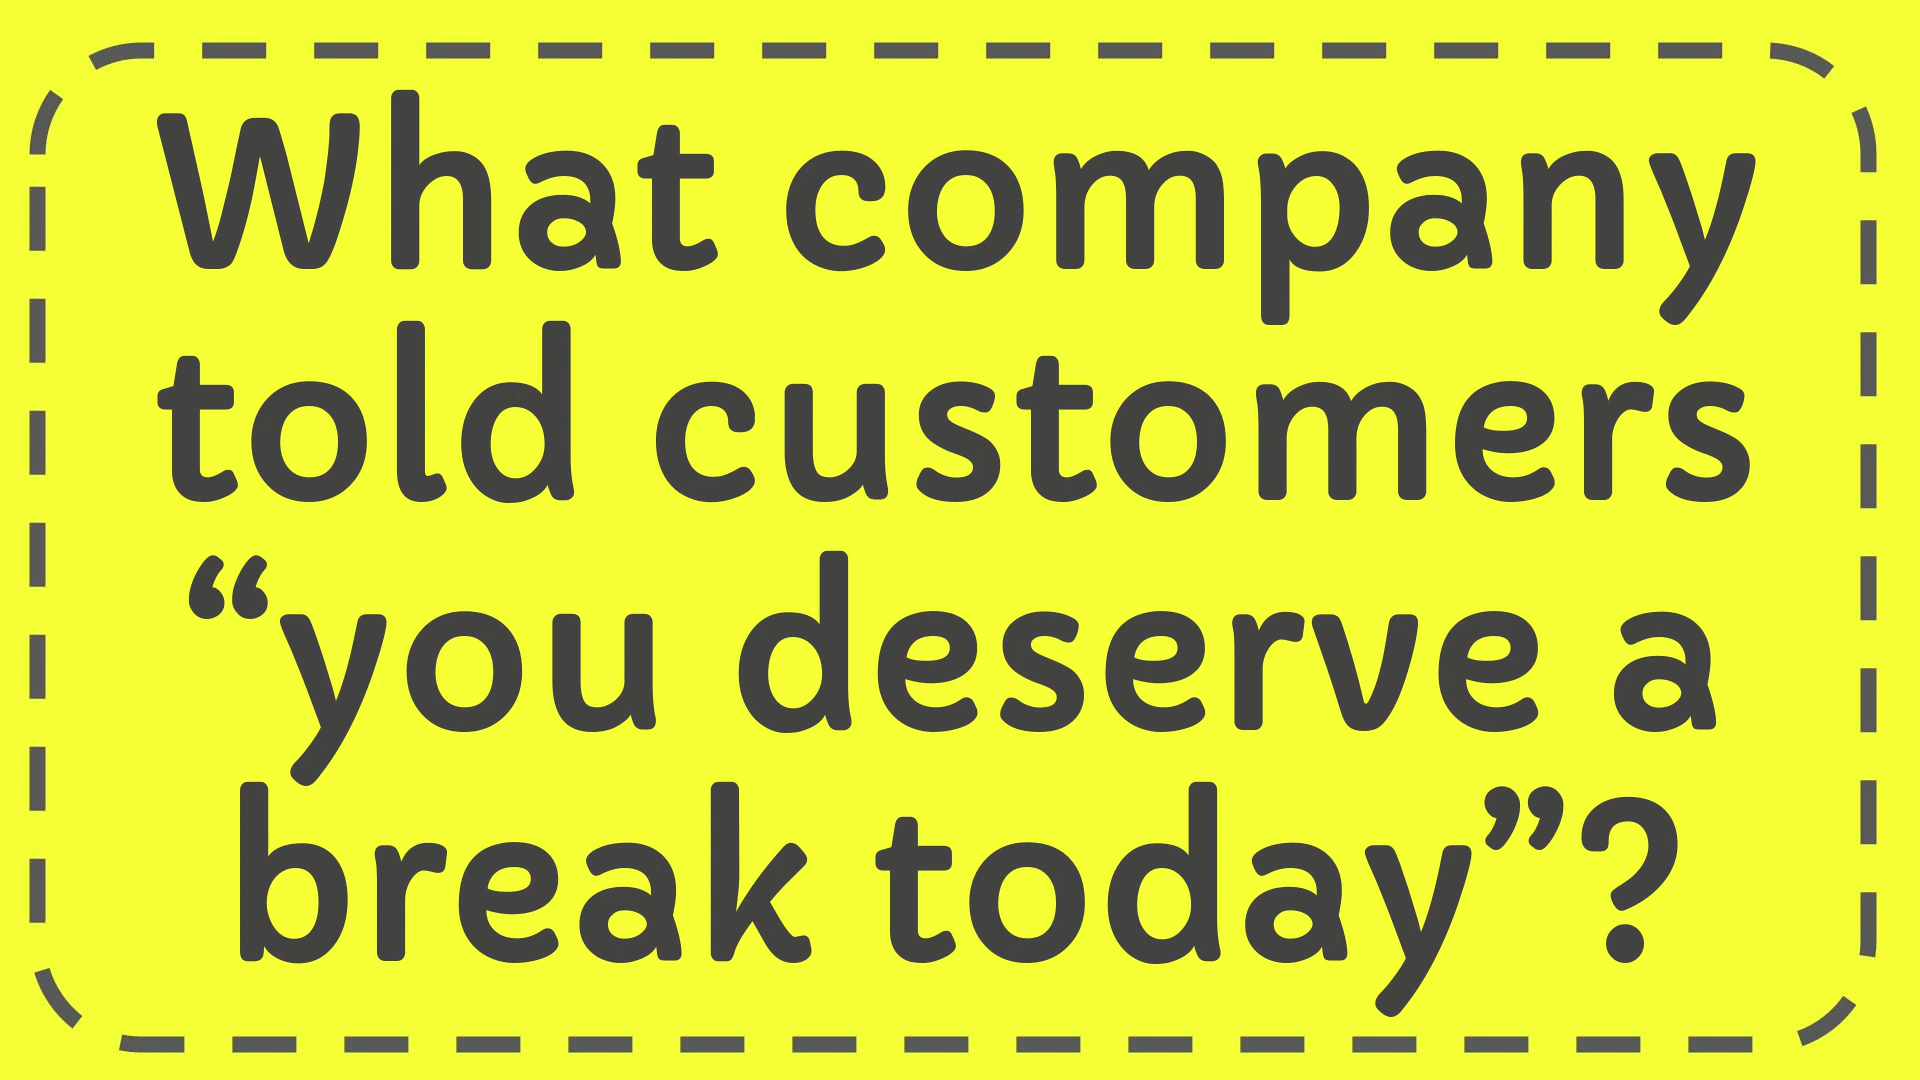 What company
told customers
“you deserve a
break today”?